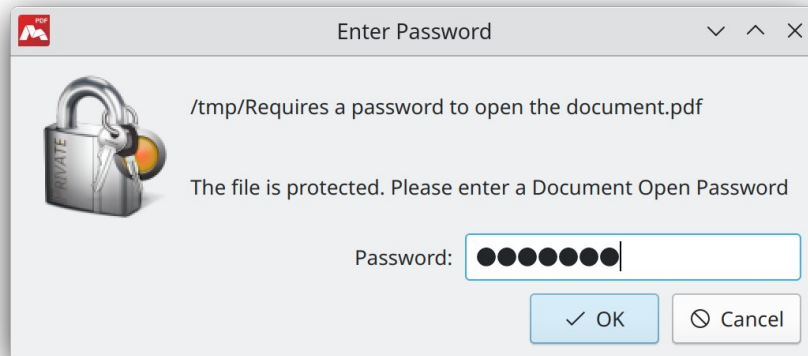 PDF
Enter Password
/tmp/Requires a password to open the document.pdf
PRIVATE
The file is protected. Please enter a Document Open Password
Password: ●●●●●●●
OK
Cancel